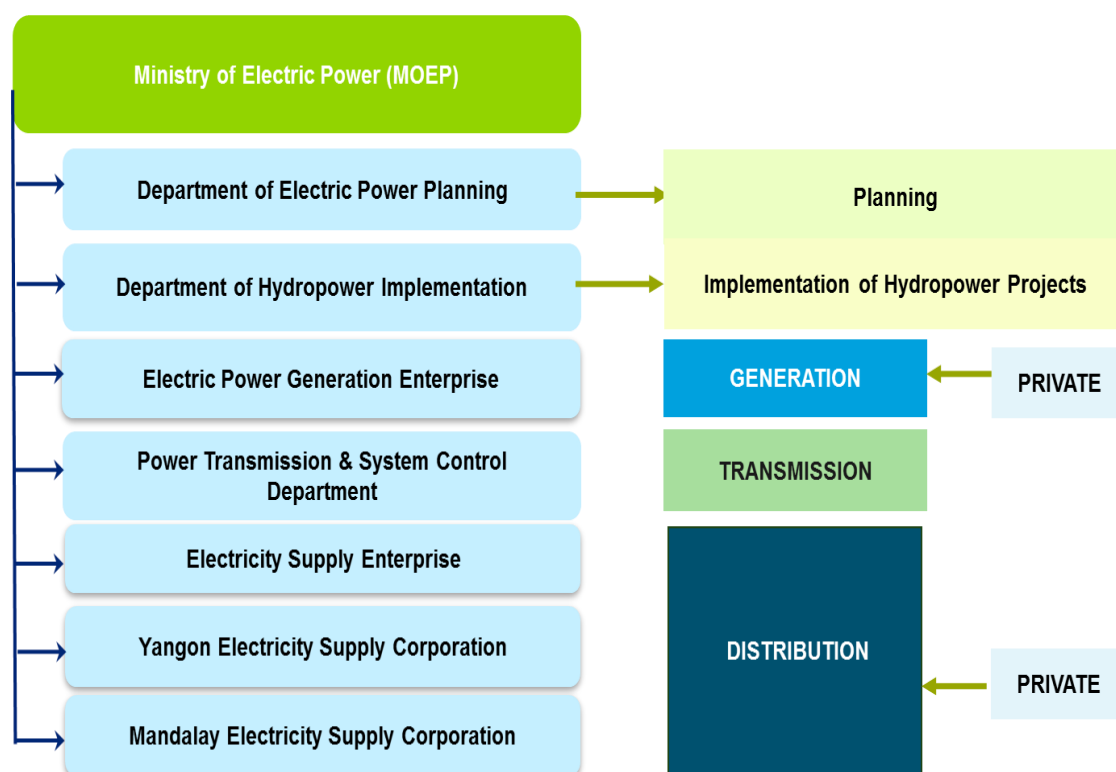 Ministry of Electric Power (MOEP)
Department of Electric Power Planning
Planning
Department of Hydropower Implementation
Implementation of Hydropower Projects
Electric Power Generation Enterprise
GENERATION
PRIVATE
Power Transmission & System Control
Department
TRANSMISSION
Electricity Supply Enterprise
Yangon Electricity Supply Corporation
DISTRIBUTION
PRIVATE
Mandalay Electricity Supply Corporation